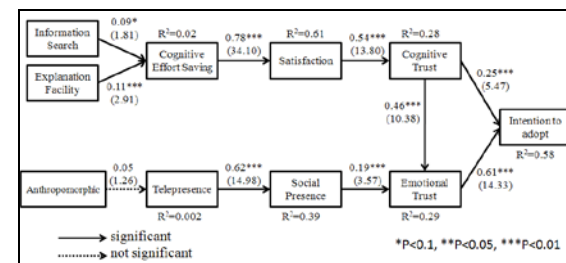 0.09*
(1.81)
Information
Search
Explanation
Facility
0.11***
(2.91)
R²=0.02
Cognitive
Effort Saving
0.78***
(34.10)
R²=0.61
Satisfaction
0.54***
(13.80)
R²=0.28
Cognitive
Trust
0.25***
(5.47)
0.46***
(10.38)
Intention to
adopt
R²=0.58
Anthropomorphic
0.05
(1.26)
Telepresence
R²=0.002
0.62***
(14.98)
Social
Presence
R²=0.39
0.19***
(3.57)
Emotional
Trust
R²=0.29
0.61***
(14.33)
significant
not significant
*P<0.1, **P<0.05, ***P<0.01